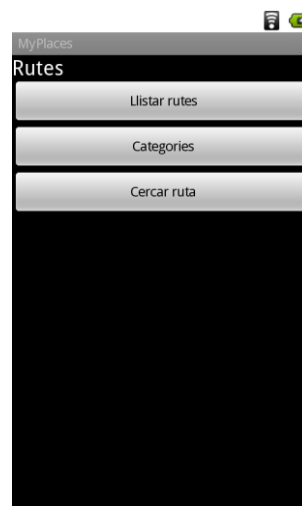 MyPlaces
Rutes
Llistar rutes
Categories
Cercar ruta